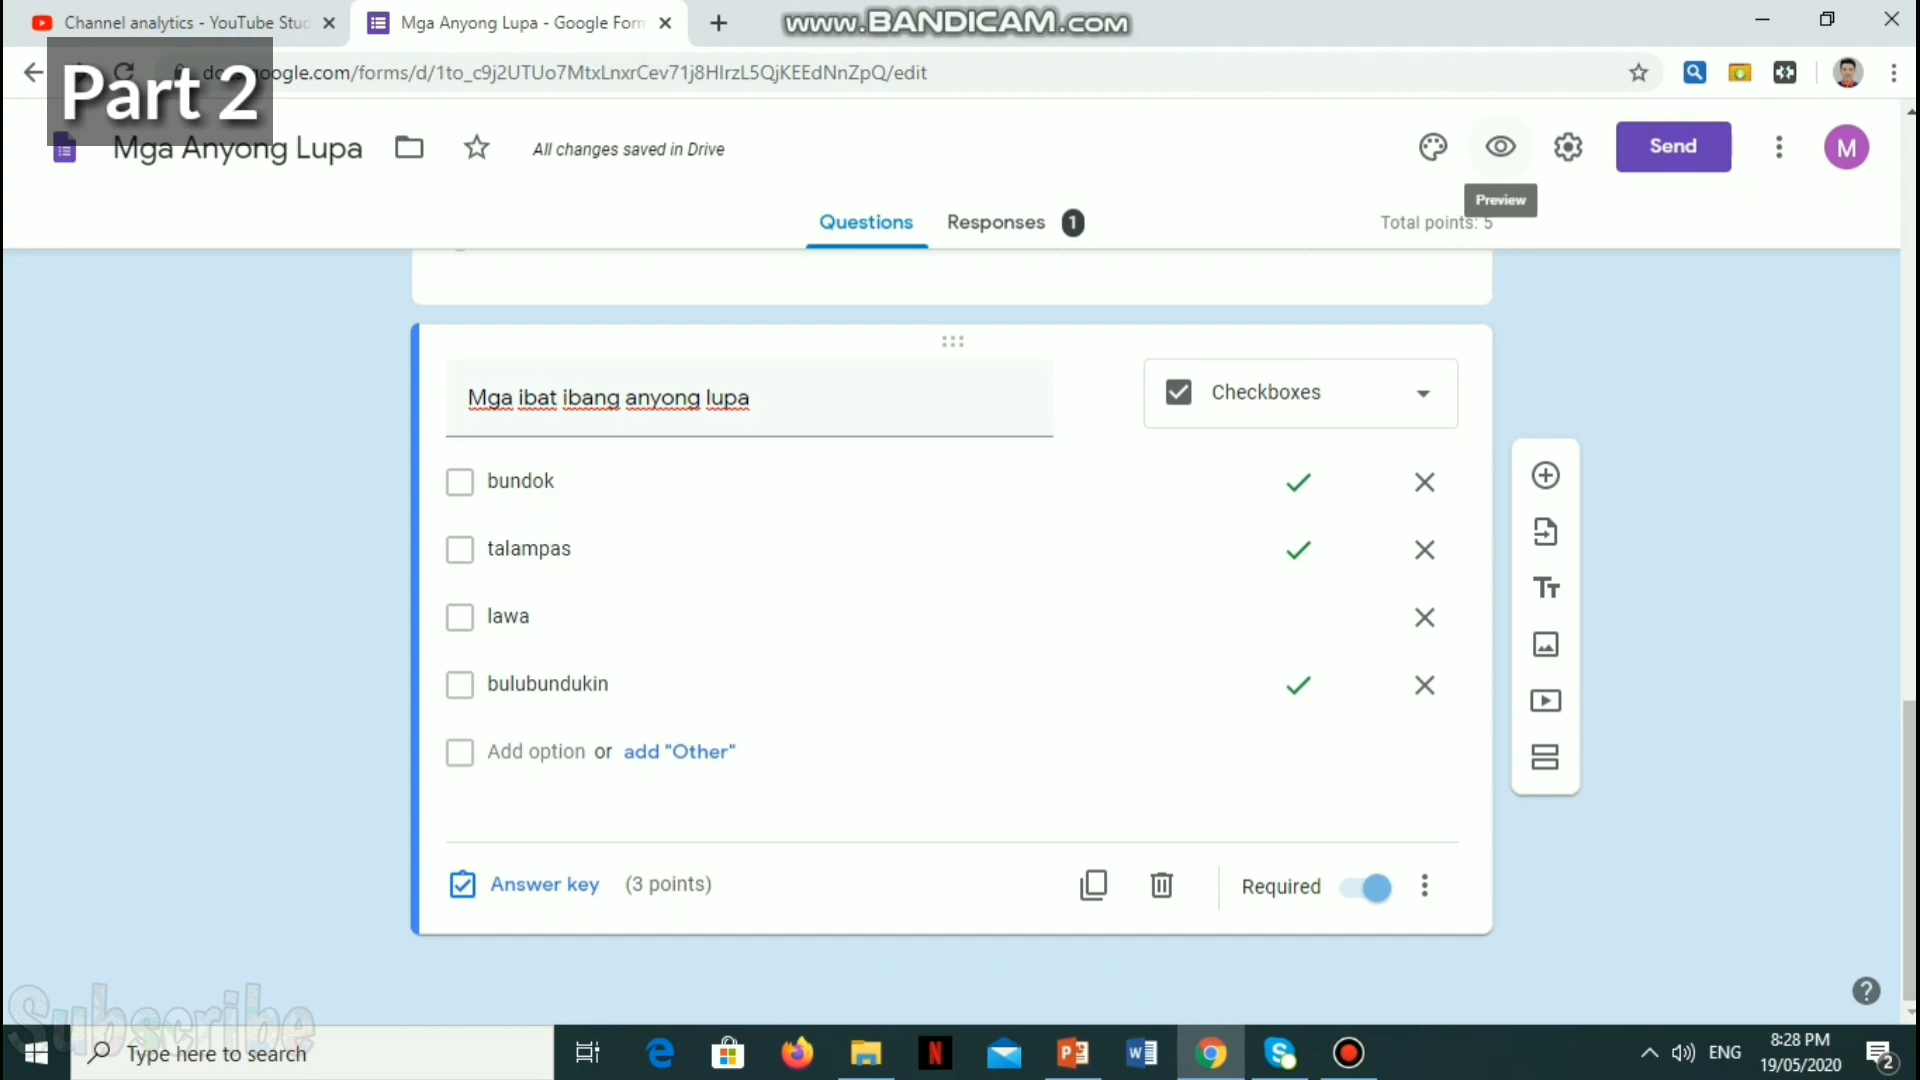 Channel analytics - YouTube Stud
Mga Anyong Lupa - Google Form
www.BANDICAM.com
Part 2
google.com/forms/d/1to_c9j2UTUo7MtxLnxrCev71j8HIrzL5QjKEEdNnZpQ/edit
Mga Anyong Lupa
All changes saved in Drive
Send
M
Preview
Questions
Responses 1
Total points: 5
Mga ibat ibang anyong lupa
Checkboxes
bundok
talampas
lawa
bulubundukin
Add option or add "Other"
Answer key (3 points)
Required
Subscribe
Type here to search
ENG
8:28 PM
19/05/2020
2